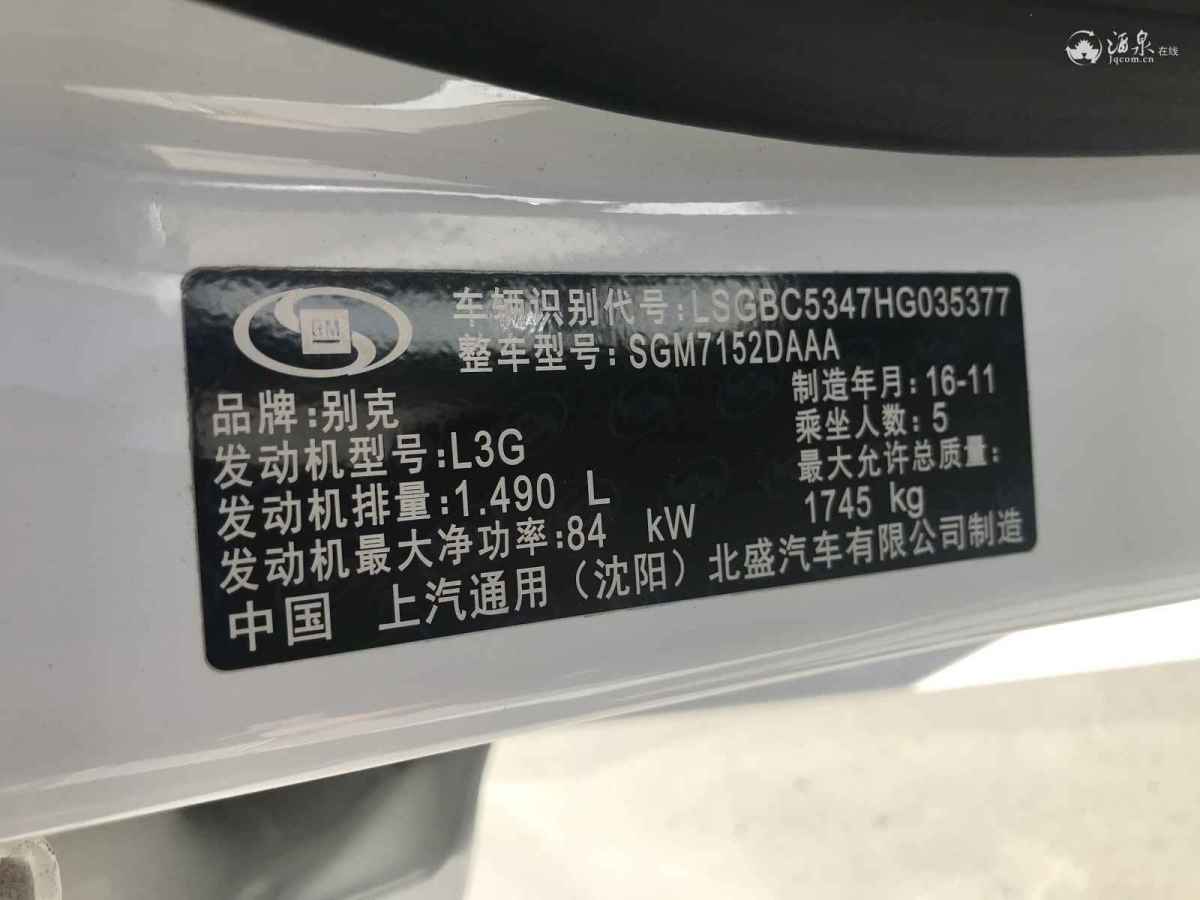 酒泉在线
Jqcom.cn
GM
车辆识别代号:LSGBC5347HG035377
整车型号:SGM7152DAAA
品牌:别克
制造年月:16-11
发动机型号:L3G
乘坐人数:5
发动机排量:1.490 L
最大允许总质量:
1745 kg
发动机最大净功率:84 kW
中国 上汽通用（沈阳）北盛汽车有限公司制造